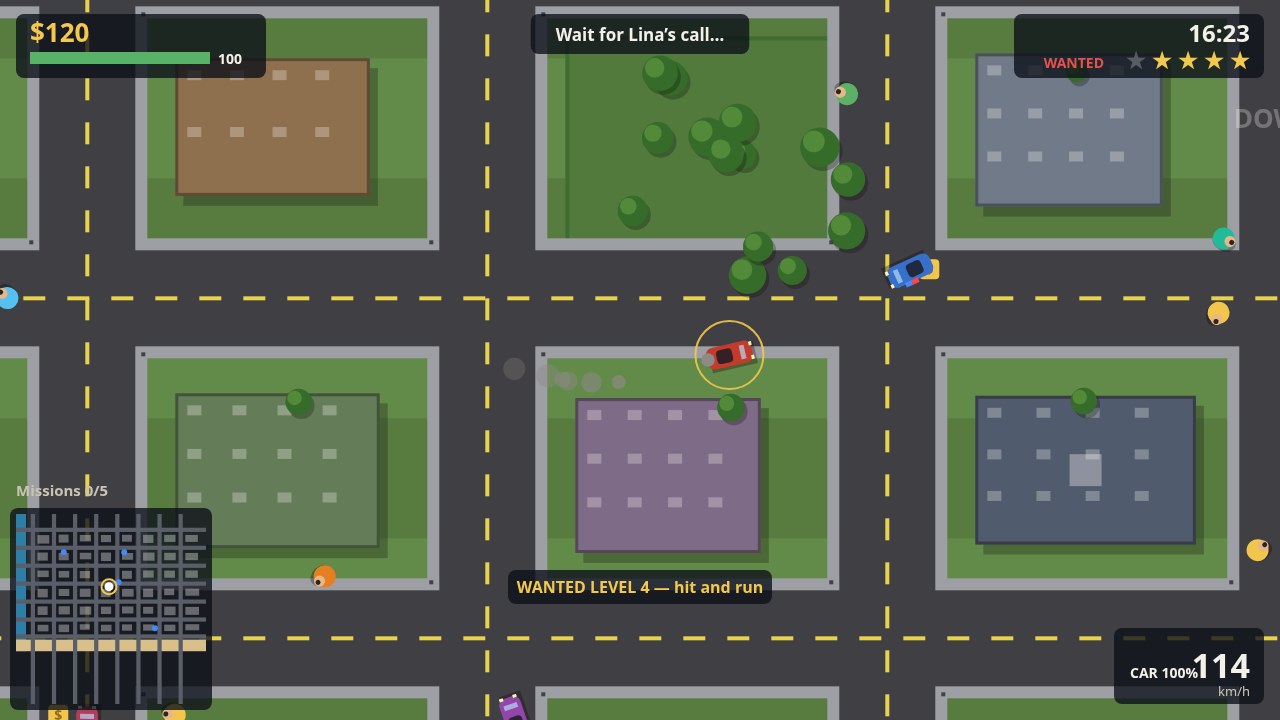 $120
100
Wait for Lina’s call…
16:23
WANTED
Missions 0/5
WANTED LEVEL 4 — hit and run
CAR 100%
114
km/h
$